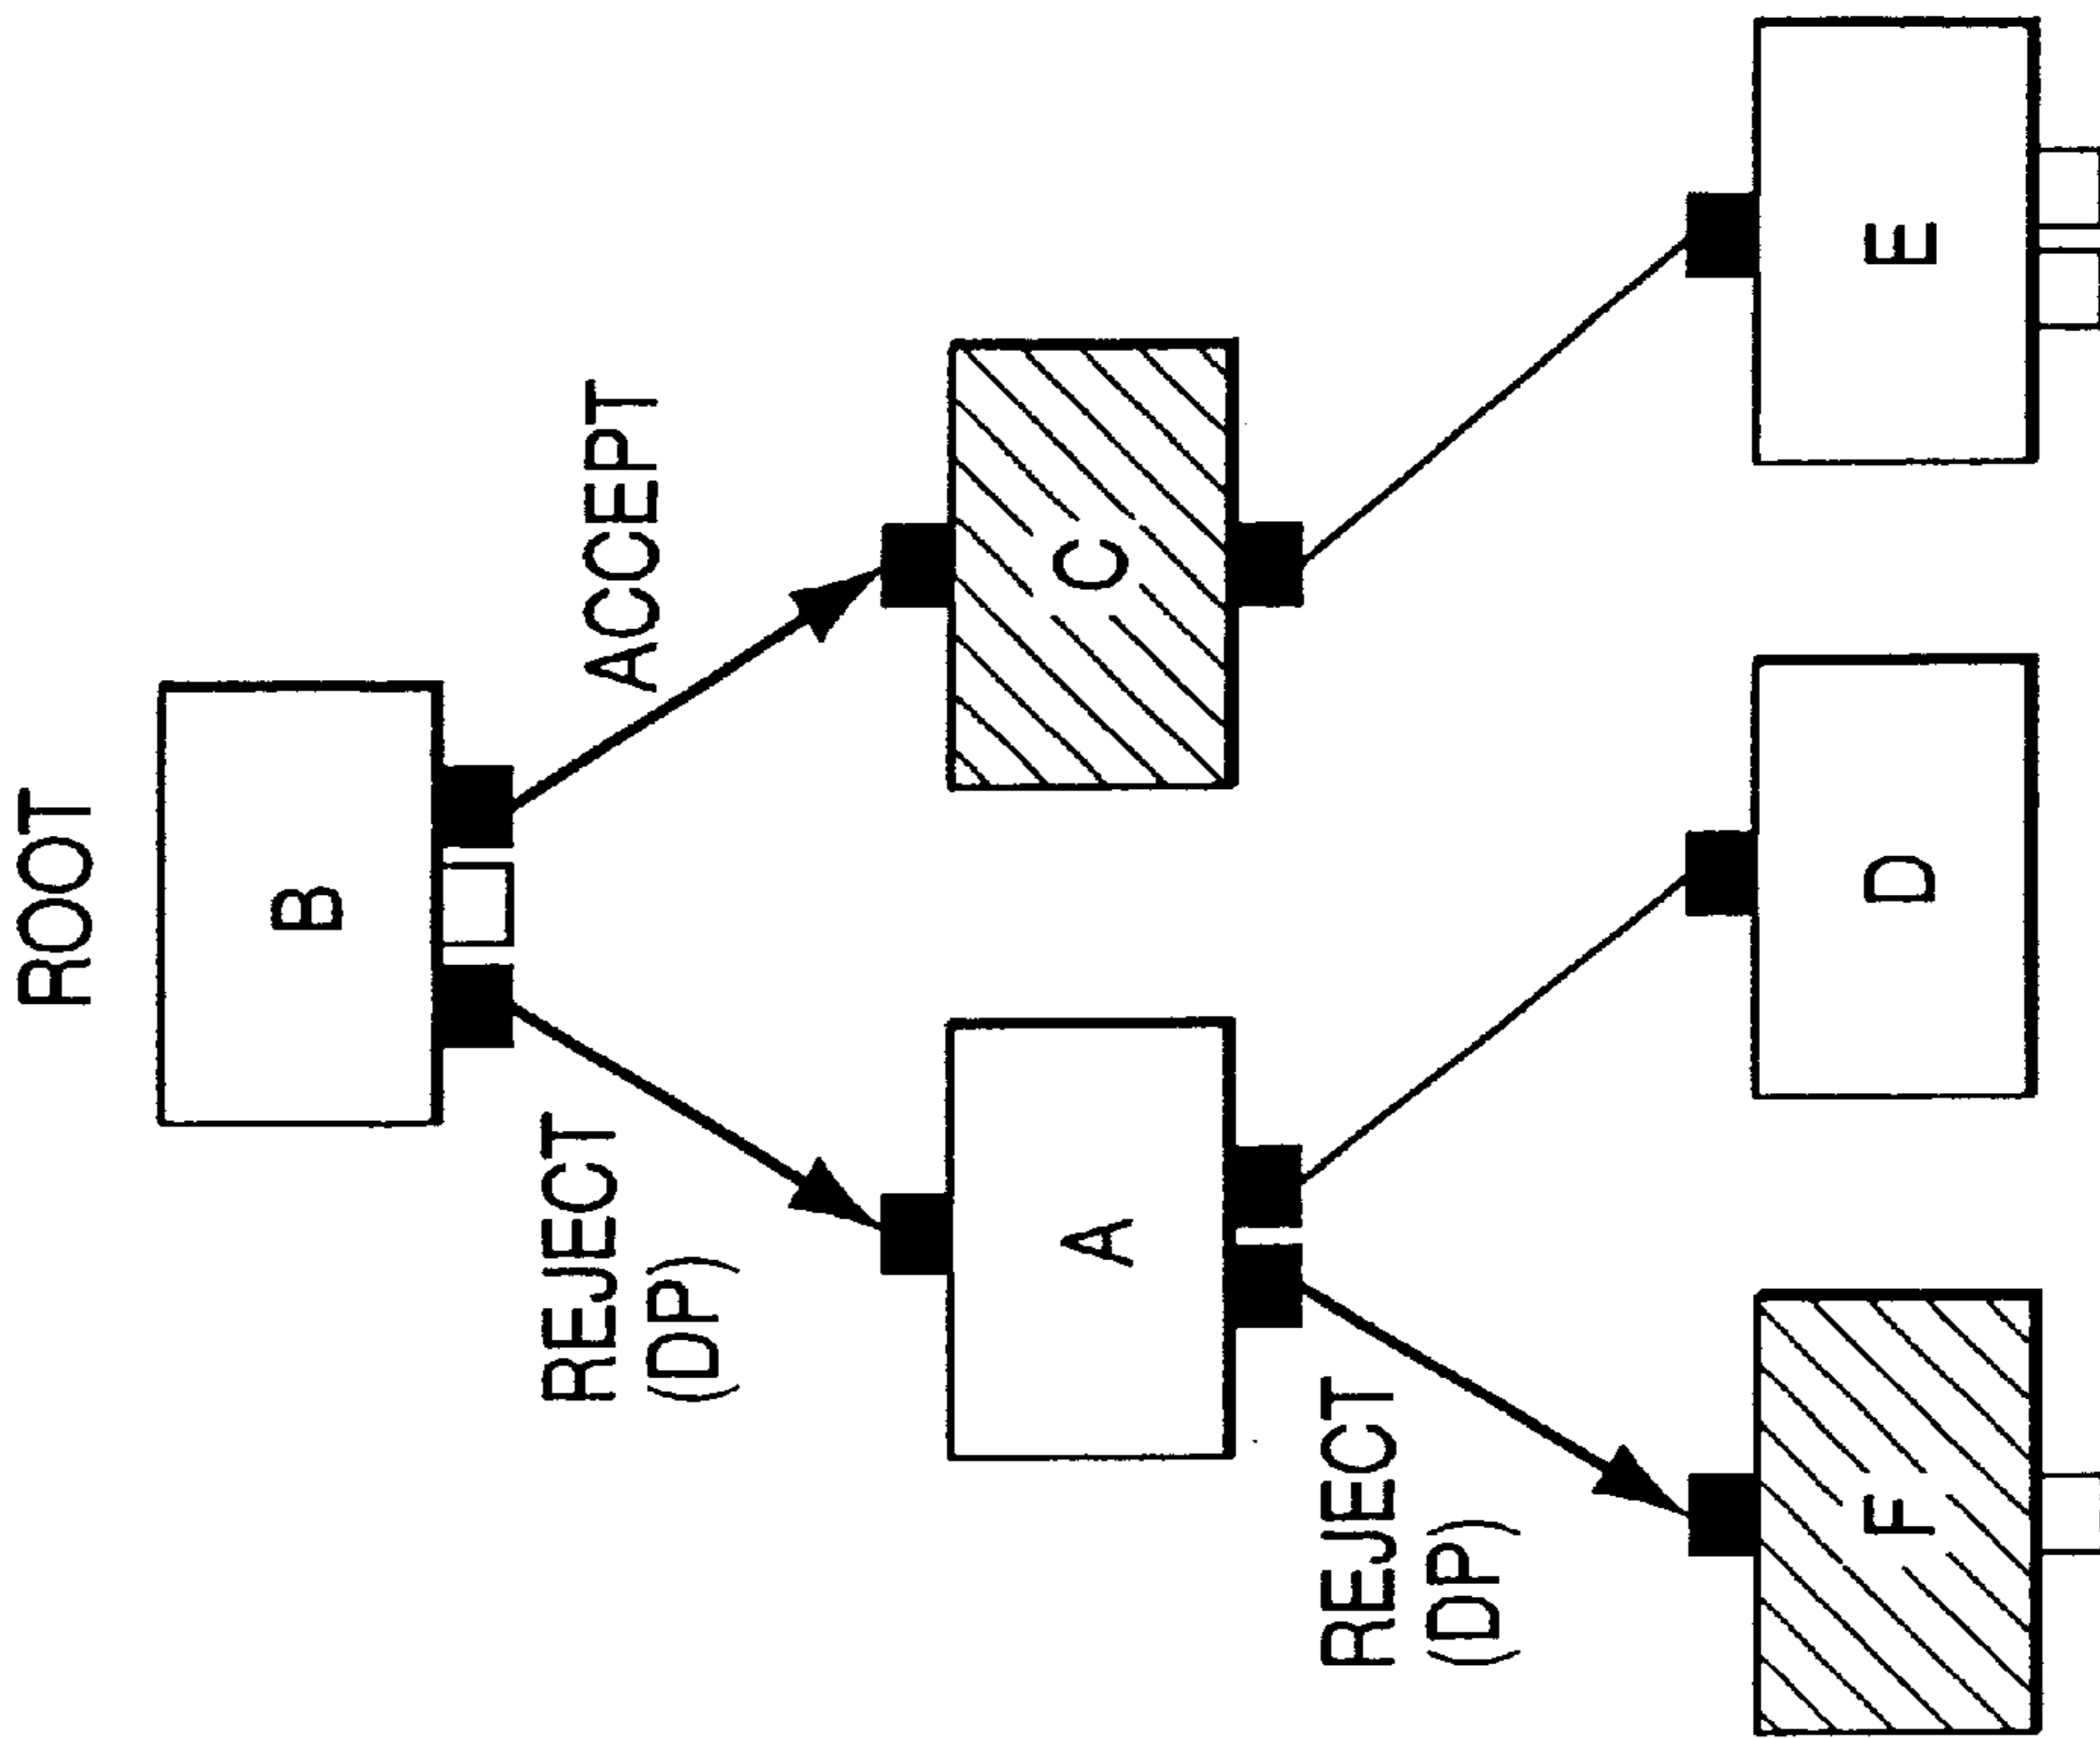 ROOT
B
REJECT
(DP)
ACCEPT
A
C
REJECT
(DP)
F
D
E